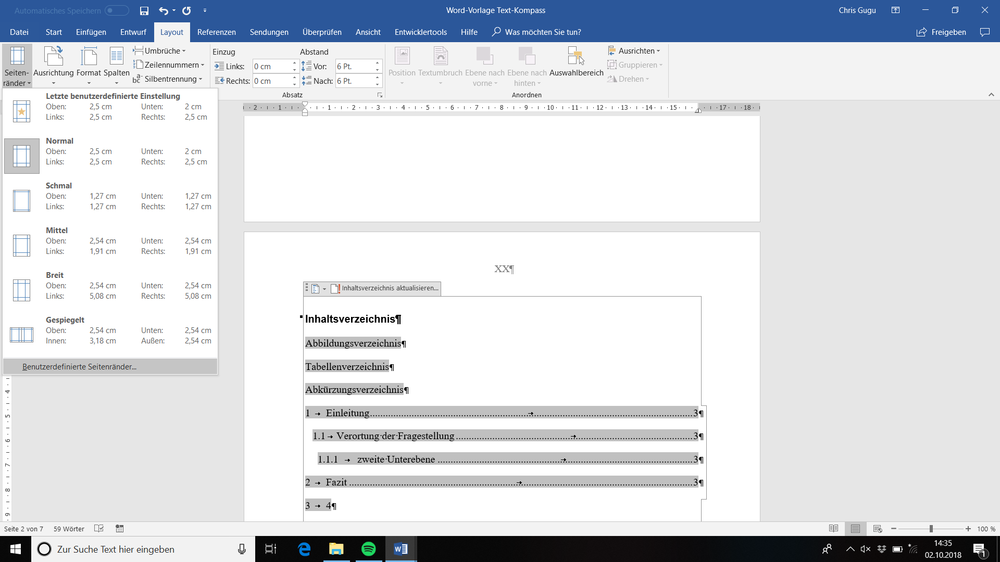 Automatisches Speichern
Word-Vorlage Text-Kompass
Chris Gugu
Datei Start Einfügen Entwurf Layout Referenzen Sendungen Überprüfen Ansicht Entwicklertools Hilfe Was möchten Sie tun? Freigeben
Seiten-
ränder
Ausrichtung
Format
Spalten
Umbrüche
Zeilennummern
Silbentrennung
Einzug
Links: 0 cm
Rechts: 0 cm
Abstand
Vor: 6 Pt.
Nach: 6 Pt.
Absatz
Position
Textumbruch
Ebene nach
vorne
Ebene nach
hinten
Auswahlbereich
Ausrichten
Gruppieren
Drehen
Anordnen
Letzte benutzerdefinierte Einstellung
Oben: 2,5 cm Unten: 2 cm
Links: 2,5 cm Rechts: 2,5 cm
Normal
Oben: 2,5 cm Unten: 2 cm
Links: 2,5 cm Rechts: 2,5 cm
Schmal
Oben: 1,27 cm Unten: 1,27 cm
Links: 1,27 cm Rechts: 1,27 cm
Mittel
Oben: 2,54 cm Unten: 2,54 cm
Links: 1,91 cm Rechts: 1,91 cm
Breit
Oben: 2,54 cm Unten: 2,54 cm
Links: 5,08 cm Rechts: 5,08 cm
Gespiegelt
Oben: 2,54 cm Unten: 2,54 cm
Innen: 3,18 cm Außen: 2,54 cm
Benutzerdefinierte Seitenränder...
2 1 1 2 3 4 5 6 7 8 9 10 11 12 13 14 15 17 18
4
5
6
7
8
9
XX¶
Inhaltsverzeichnis aktualisieren...
Inhaltsverzeichnis¶
Abbildungsverzeichnis¶
Tabellenverzeichnis¶
Abkürzungsverzeichnis¶
1 → Einleitung → 3¶
1.1 → Verortung·der·Fragestellung → 3¶
1.1.1 → zweite·Unterebene → 3¶
2 → Fazit → 3¶
3 → 4¶
Seite 2 von 7 59 Wörter 100 %
Zur Suche Text hier eingeben
14:35
02.10.2018
1